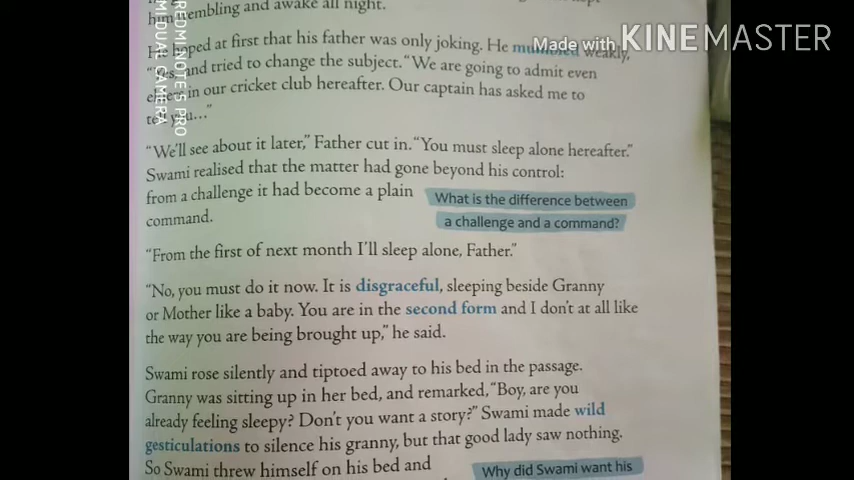 him trembling and awake all night.
He hoped at first that his father was only joking. He mumbled weakly,
"Yes," and tried to change the subject. "We are going to admit even
elders in our cricket club hereafter. Our captain has asked me to
tell you..."
"We'll see about it later," Father cut in. "You must sleep alone hereafter."
Swami realised that the matter had gone beyond his control:
from a challenge it had become a plain
command.
What is the difference between
a challenge and a command?
"From the first of next month I'll sleep alone, Father."
"No, you must do it now. It is disgraceful, sleeping beside Granny
or Mother like a baby. You are in the second form and I don't at all like
the way you are being brought up," he said.
Swami rose silently and tiptoed away to his bed in the passage.
Granny was sitting up in her bed, and remarked, "Boy, are you
already feeling sleepy? Don't you want a story?" Swami made wild
gesticulations to silence his granny, but that good lady saw nothing.
So Swami threw himself on his bed and
Why did Swami want his
Made with KINEMASTER
REDMI NOTE 5 PRO
MI DUAL CAMERA